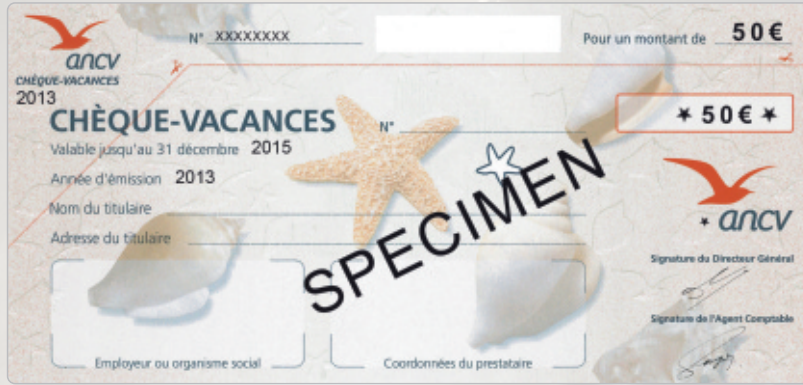 N° XXXXXXXX
Pour un montant de 50€
ancv
CHÈQUE-VACANCES
2013
CHÈQUE-VACANCES
N°
★ 50€ ★
Valable jusqu'au 31 décembre 2015
Année d'émission 2013
Nom du titulaire
Adresse du titulaire
SPECIMEN
★ ancv
Signature du Directeur Général
Signature de l'Agent Comptable
Employeur ou organisme social
Coordonnées du prestataire